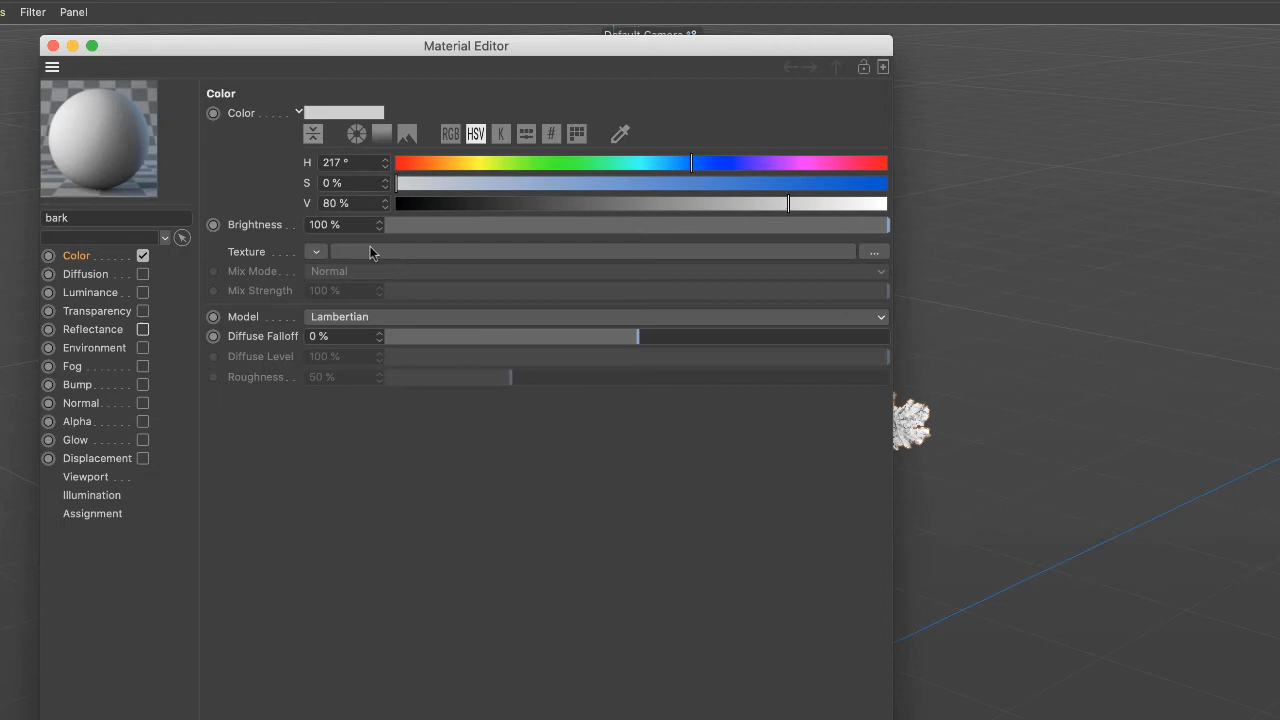 s Filter Panel
Default Camera
Material Editor
Color
Color . . . . .
RGB HSV K #
H 217 °
S 0 %
V 80 %
bark
Brightness . . 100 %
Texture . . . . ...
Mix Mode. . . Normal
Mix Strength 100 %
Model . . . . . Lambertian
Diffuse Falloff 0 %
Diffuse Level 100 %
Roughness. . 50 %
Color . . . . . .
Diffusion . .
Luminance . .
Transparency
Reflectance
Environment
Fog . . . . . . .
Bump. . . . . .
Normal. . . . .
Alpha . . . . . .
Glow . . . . . .
Displacement
Viewport . . .
Illumination
Assignment